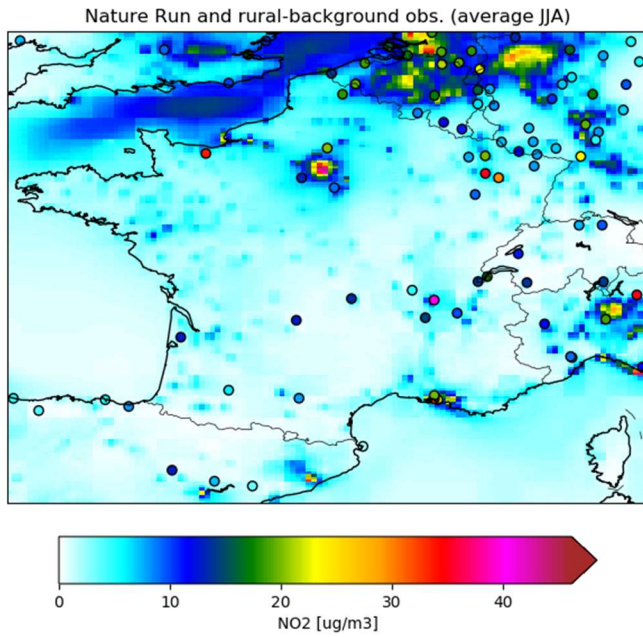 Nature Run and rural-background obs. (average JJA)
0 10 20 30 40
NO2 [ug/m3]